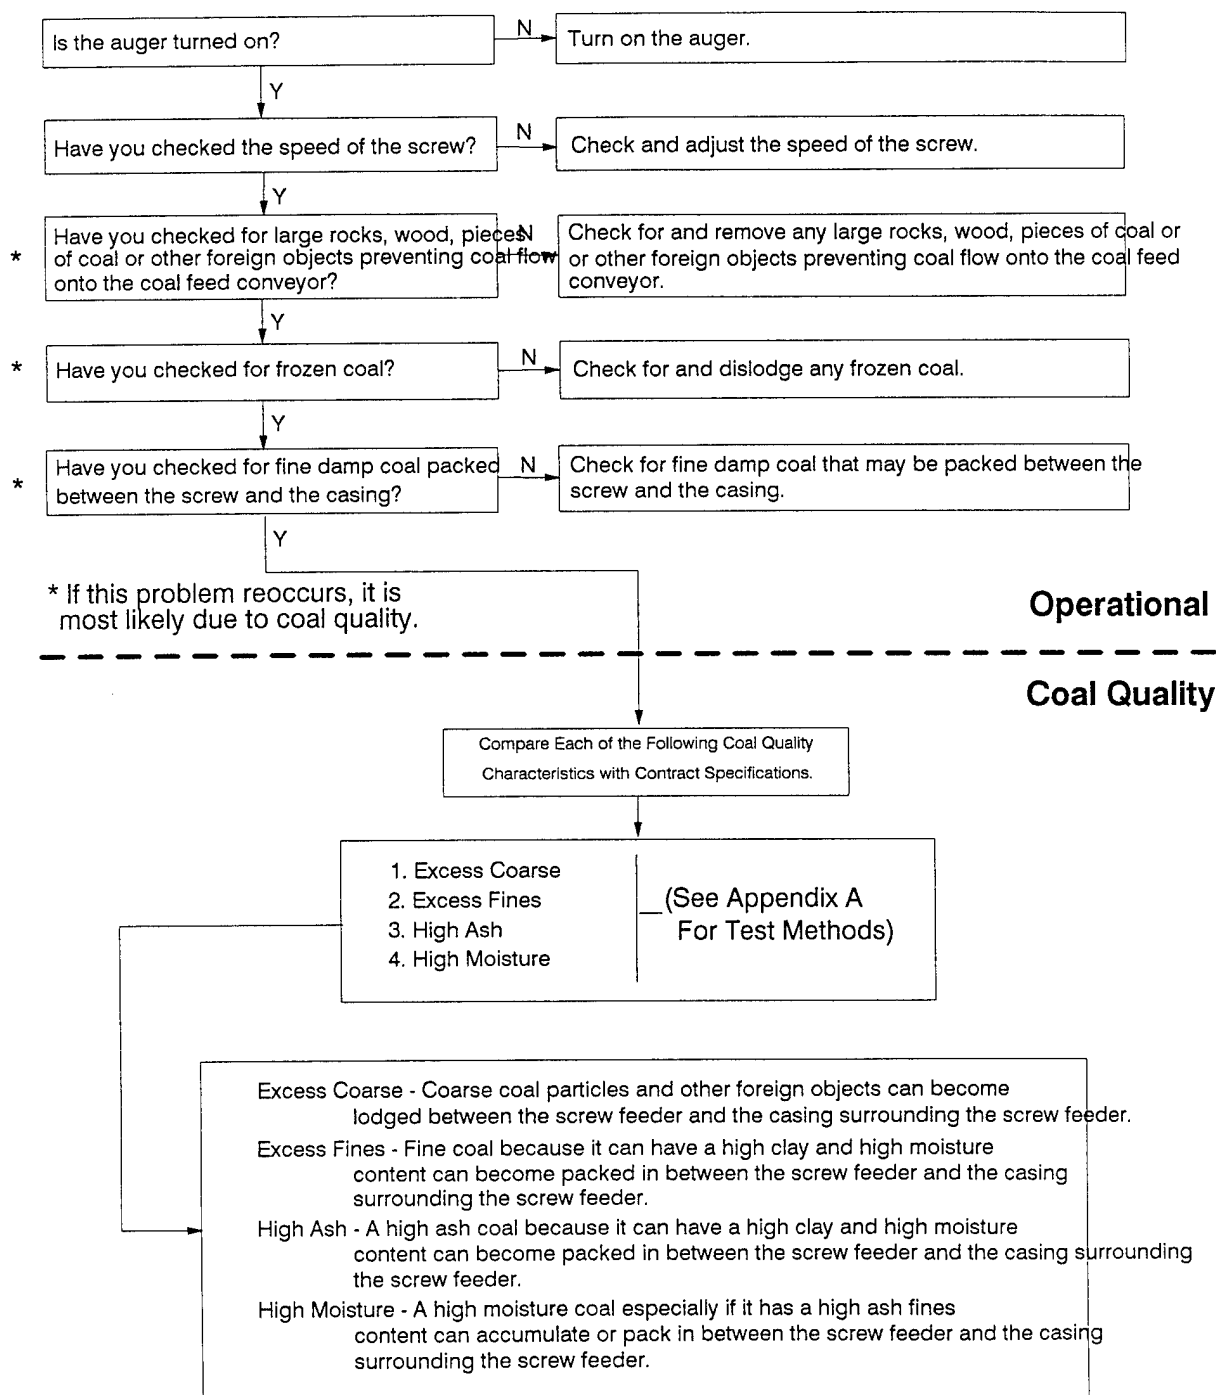 Is the auger turned on?
N
Turn on the auger.
Y
Have you checked the speed of the screw?
N
Check and adjust the speed of the screw.
Y
*
Have you checked for large rocks, wood, pieces
of coal or other foreign objects preventing coal flow
onto the coal feed conveyor?
N
Check for and remove any large rocks, wood, pieces of coal or
or other foreign objects preventing coal flow onto the coal feed
conveyor.
Y
*
Have you checked for frozen coal?
N
Check for and dislodge any frozen coal.
Y
*
Have you checked for fine damp coal packed
between the screw and the casing?
N
Check for fine damp coal that may be packed between the
screw and the casing.
Y
* If this problem reoccurs, it is
most likely due to coal quality.
Operational
Coal Quality
Compare Each of the Following Coal Quality
Characteristics with Contract Specifications.
1. Excess Coarse
2. Excess Fines
3. High Ash
4. High Moisture
(See Appendix A
For Test Methods)
Excess Coarse - Coarse coal particles and other foreign objects can become
lodged between the screw feeder and the casing surrounding the screw feeder.
Excess Fines - Fine coal because it can have a high clay and high moisture
content can become packed in between the screw feeder and the casing
surrounding the screw feeder.
High Ash - A high ash coal because it can have a high clay and high moisture
content can become packed in between the screw feeder and the casing surrounding
the screw feeder.
High Moisture - A high moisture coal especially if it has a high ash fines
content can accumulate or pack in between the screw feeder and the casing
surrounding the screw feeder.